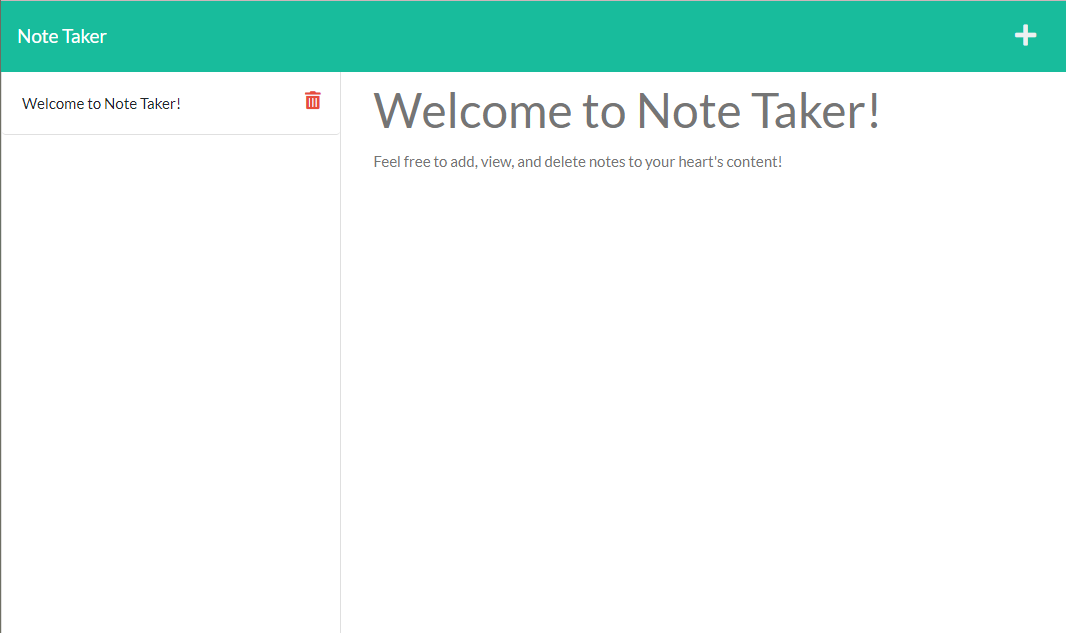 Note Taker
Welcome to Note Taker!
Welcome to Note Taker!
Feel free to add, view, and delete notes to your heart's content!